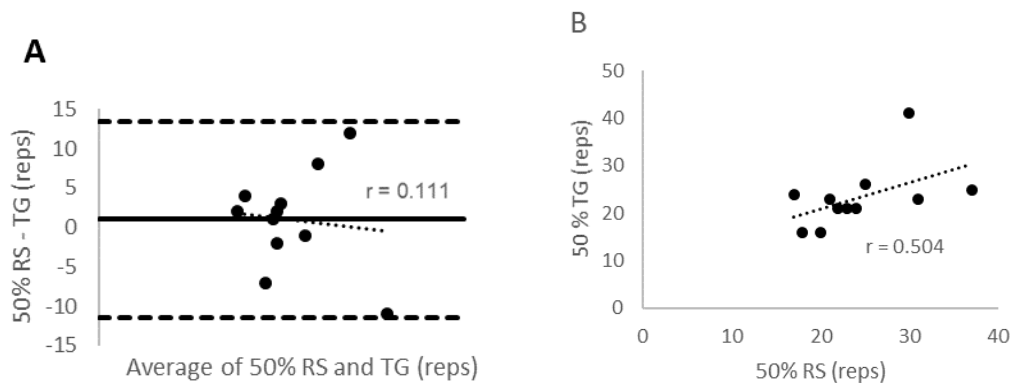 A
50% RS - TG (reps)
15
10
5
0
-5
-10
-15
r = 0.111
Average of 50% RS and TG (reps)
B
50 % TG (reps)
50
40
30
20
10
0
r = 0.504
0 10 20 30 40
50% RS (reps)